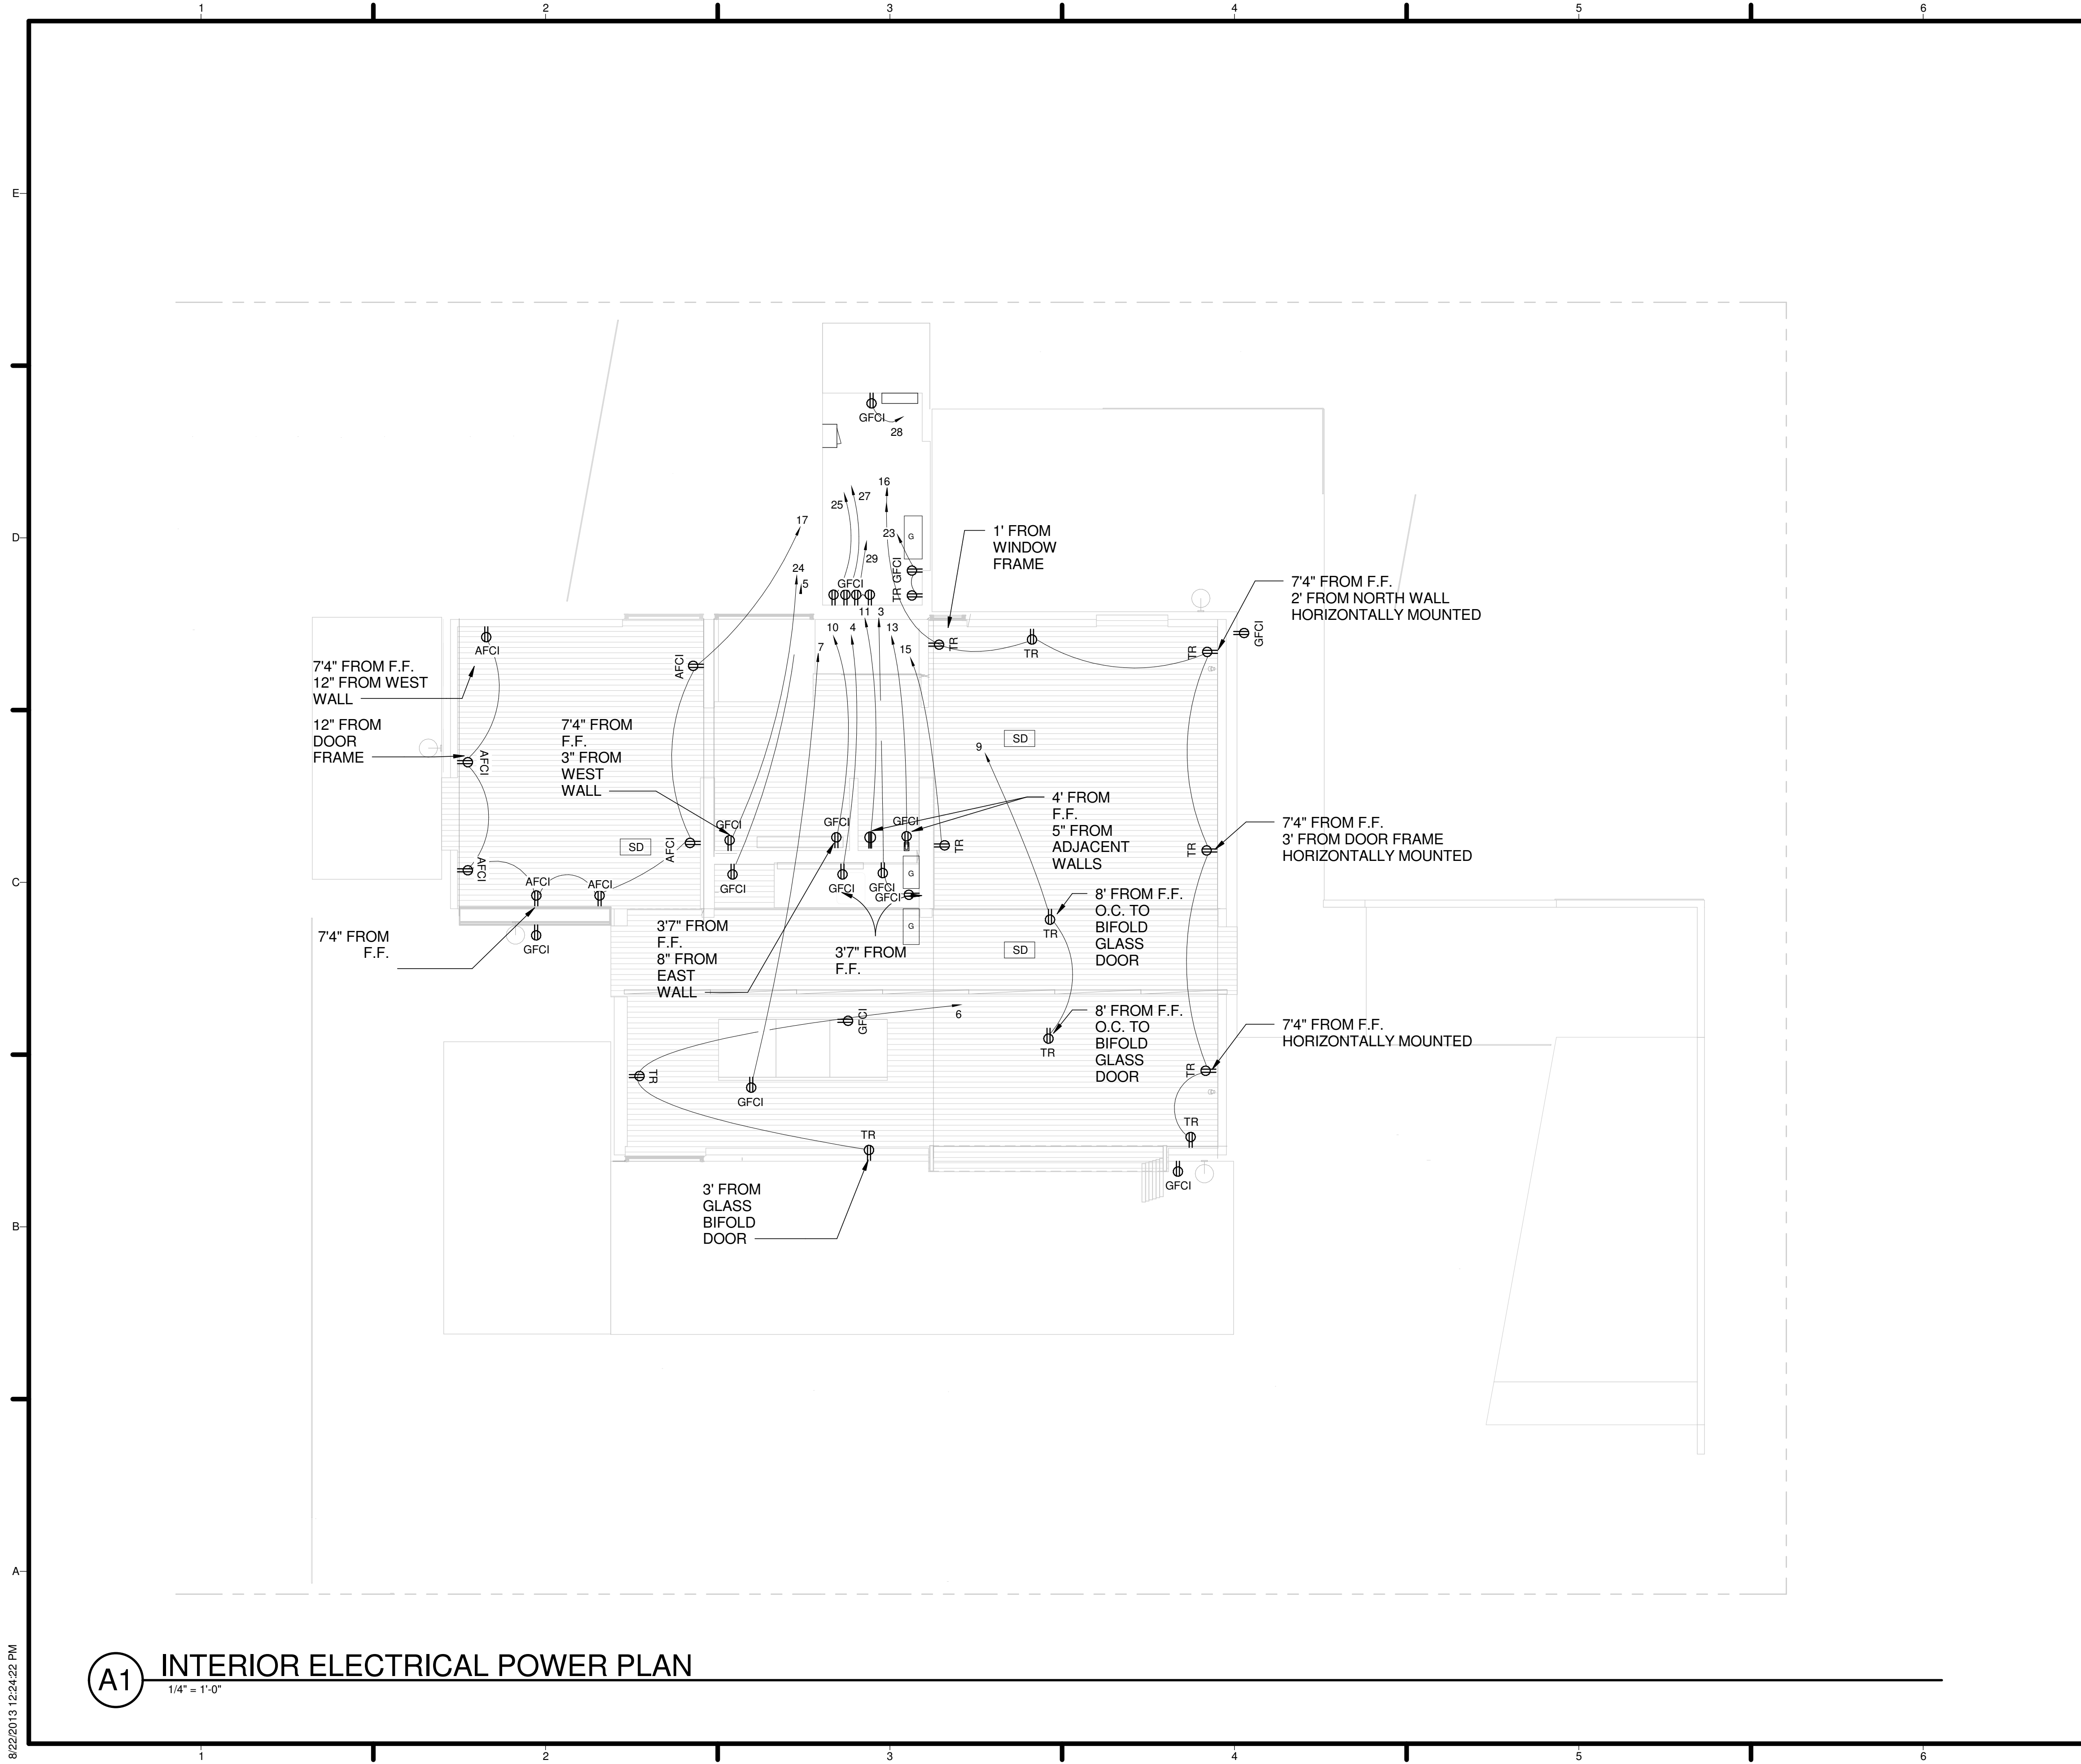 1 2 3 4 5 6
E
D
C
B
A
GFCI
28
16
27
25
17
23
G
29
GFCI
TR
24
5
GFCI
11 3
10 4 13
7
15
1' FROM
WINDOW
FRAME
7'4" FROM F.F.
2' FROM NORTH WALL
HORIZONTALLY MOUNTED
GFCI
TR
TR
TR
AFCI
AFCI
7'4" FROM F.F.
12" FROM WEST
WALL
12" FROM
DOOR
FRAME
AFCI
7'4" FROM
F.F.
3" FROM
WEST
WALL
SD
9
4' FROM
F.F.
5" FROM
ADJACENT
WALLS
7'4" FROM F.F.
3' FROM DOOR FRAME
HORIZONTALLY MOUNTED
GFCI
GFCI
GFCI
TR
TR
SD
AFCI
AFCI
AFCI
AFCI
GFCI
GFCI
GFCI
GFCI
G
G
8' FROM F.F.
O.C. TO
BIFOLD
GLASS
DOOR
TR
7'4" FROM
F.F.
GFCI
3'7" FROM
F.F.
8" FROM
EAST
WALL
3'7" FROM
F.F.
SD
6
GFCI
8' FROM F.F.
O.C. TO
BIFOLD
GLASS
DOOR
TR
7'4" FROM F.F.
HORIZONTALLY MOUNTED
TR
TR
GFCI
TR
TR
GFCI
3' FROM
GLASS
BIFOLD
DOOR
A1
INTERIOR ELECTRICAL POWER PLAN
1/4" = 1'-0"
8/22/2013 12:24:22 PM
1 2 3 4 5 6